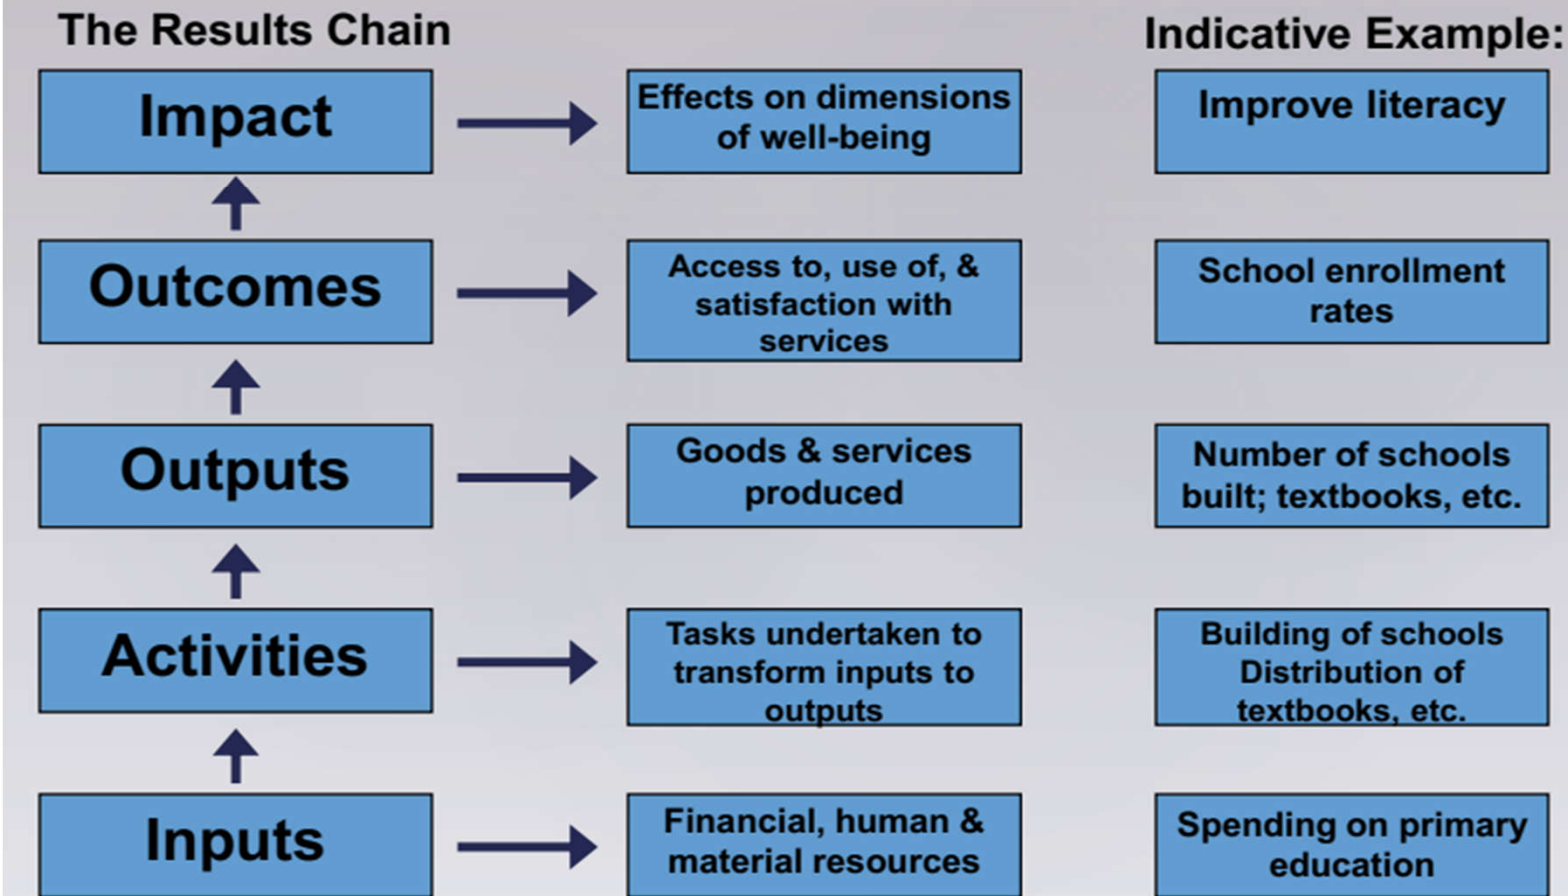 The Results Chain
Indicative Example:
Impact
Effects on dimensions
of well-being
Improve literacy
Outcomes
Access to, use of, &
satisfaction with
services
School enrollment
rates
Outputs
Goods & services
produced
Number of schools
built; textbooks, etc.
Activities
Tasks undertaken to
transform inputs to
outputs
Building of schools
Distribution of
textbooks, etc.
Inputs
Financial, human &
material resources
Spending on primary
education